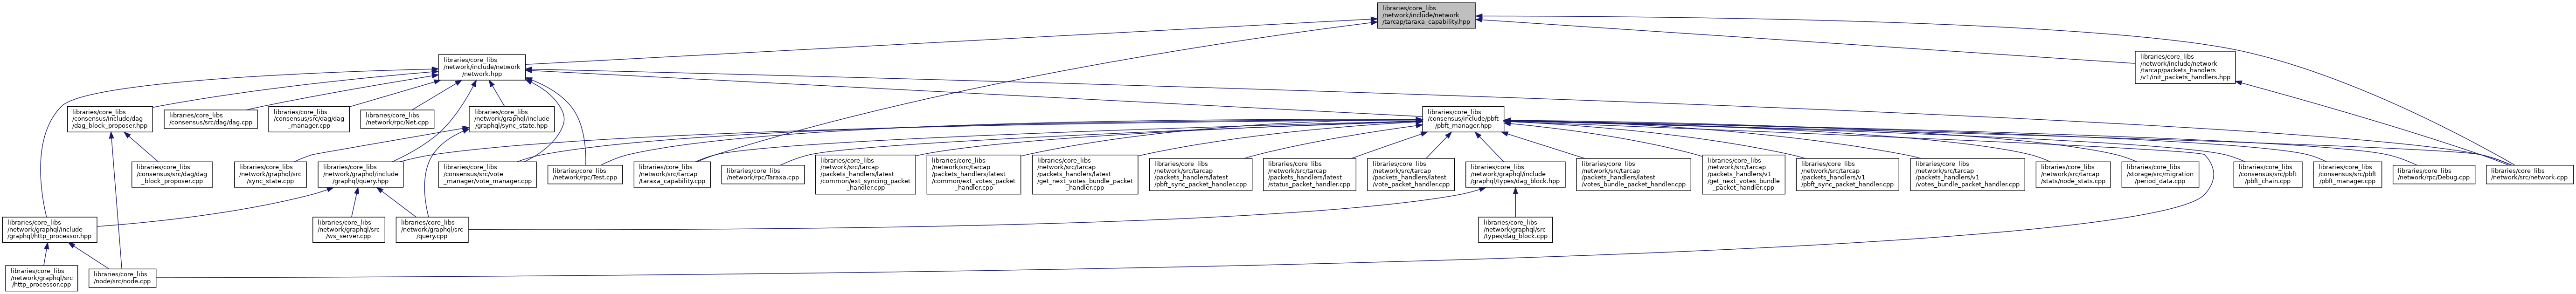 libraries/core_libs
/network/include/network
/tarcap/taraxa_capability.hpp
libraries/core_libs
/network/include/network
/network.hpp
libraries/core_libs
/network/include/network
/tarcap/packets_handlers
/v1/init_packets_handlers.hpp
libraries/core_libs
/consensus/include/dag
/dag_block_proposer.hpp
libraries/core_libs
/consensus/src/dag/dag.cpp
libraries/core_libs
/consensus/src/dag/dag
_manager.cpp
libraries/core_libs
/network/rpc/Net.cpp
libraries/core_libs
/network/graphql/include
/graphql/sync_state.hpp
libraries/core_libs
/consensus/include/pbft
/pbft_manager.hpp
libraries/core_libs
/consensus/src/dag/dag
_block_proposer.cpp
libraries/core_libs
/network/graphql/src
/sync_state.cpp
libraries/core_libs
/network/graphql/include
/graphql/query.hpp
libraries/core_libs
/consensus/src/vote
_manager/vote_manager.cpp
libraries/core_libs
/network/rpc/Test.cpp
libraries/core_libs
/network/src/tarcap
/taraxa_capability.cpp
libraries/core_libs
/network/rpc/Taraxa.cpp
libraries/core_libs
/network/src/tarcap
/packets_handlers/latest
/common/ext_syncing_packet
_handler.cpp
libraries/core_libs
/network/src/tarcap
/packets_handlers/latest
/common/ext_votes_packet
_handler.cpp
libraries/core_libs
/network/src/tarcap
/packets_handlers/latest
/get_next_votes_bundle_packet
_handler.cpp
libraries/core_libs
/network/src/tarcap
/packets_handlers/latest
/pbft_sync_packet_handler.cpp
libraries/core_libs
/network/src/tarcap
/packets_handlers/latest
/status_packet_handler.cpp
libraries/core_libs
/network/src/tarcap
/packets_handlers/latest
/vote_packet_handler.cpp
libraries/core_libs
/network/graphql/include
/graphql/types/dag_block.hpp
libraries/core_libs
/network/src/tarcap
/packets_handlers/latest
/votes_bundle_packet_handler.cpp
libraries/core_libs
/network/src/tarcap
/packets_handlers/v1
/get_next_votes_bundle
_packet_handler.cpp
libraries/core_libs
/network/src/tarcap
/packets_handlers/v1
/pbft_sync_packet_handler.cpp
libraries/core_libs
/network/src/tarcap
/packets_handlers/v1
/votes_bundle_packet_handler.cpp
libraries/core_libs
/network/src/tarcap
/stats/node_stats.cpp
libraries/core_libs
/storage/src/migration
/period_data.cpp
libraries/core_libs
/consensus/src/pbft
/pbft_chain.cpp
libraries/core_libs
/consensus/src/pbft
/pbft_manager.cpp
libraries/core_libs
/network/rpc/Debug.cpp
libraries/core_libs
/network/src/network.cpp
libraries/core_libs
/network/graphql/include
/graphql/http_processor.hpp
libraries/core_libs
/network/graphql/src
/ws_server.cpp
libraries/core_libs
/network/graphql/src
/query.cpp
libraries/core_libs
/network/graphql/src
/types/dag_block.cpp
libraries/core_libs
/network/graphql/src
/http_processor.cpp
libraries/core_libs
/node/src/node.cpp